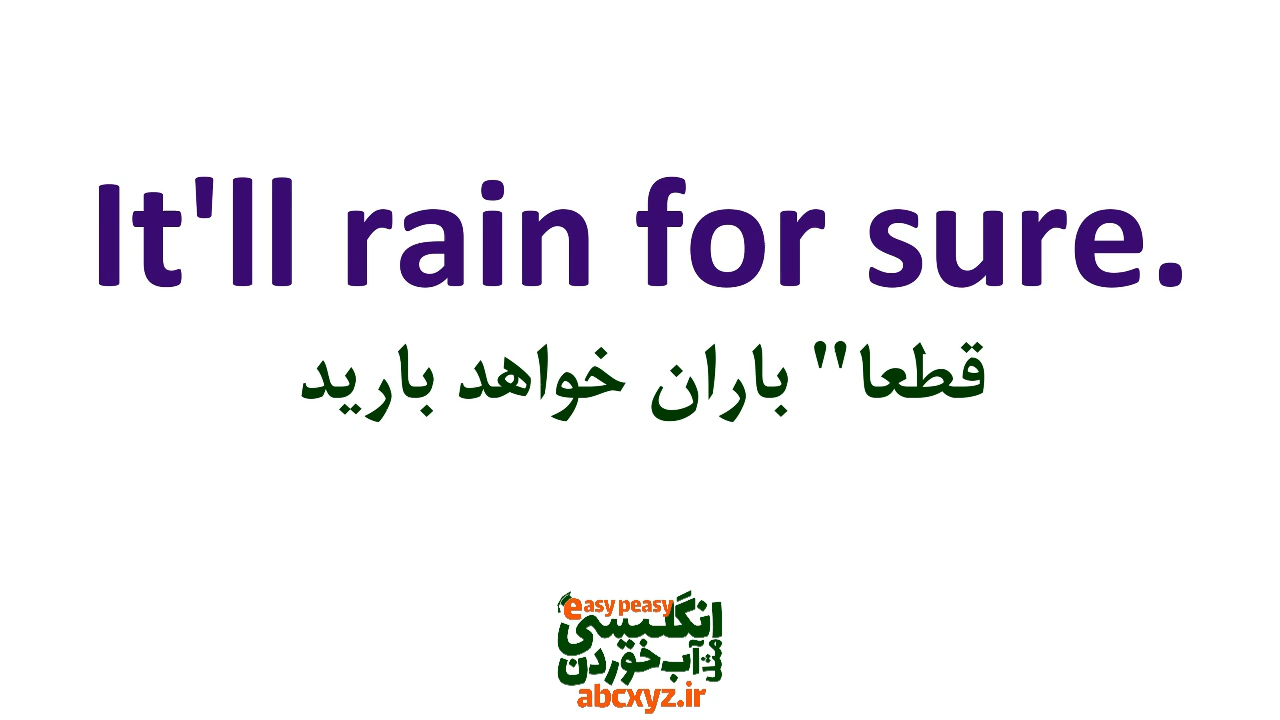 It'll rain for sure.
قطعا" باران خواهد بارید
easy peasy
انگلیسی
مثل آب خوردن
abcxyz.ir